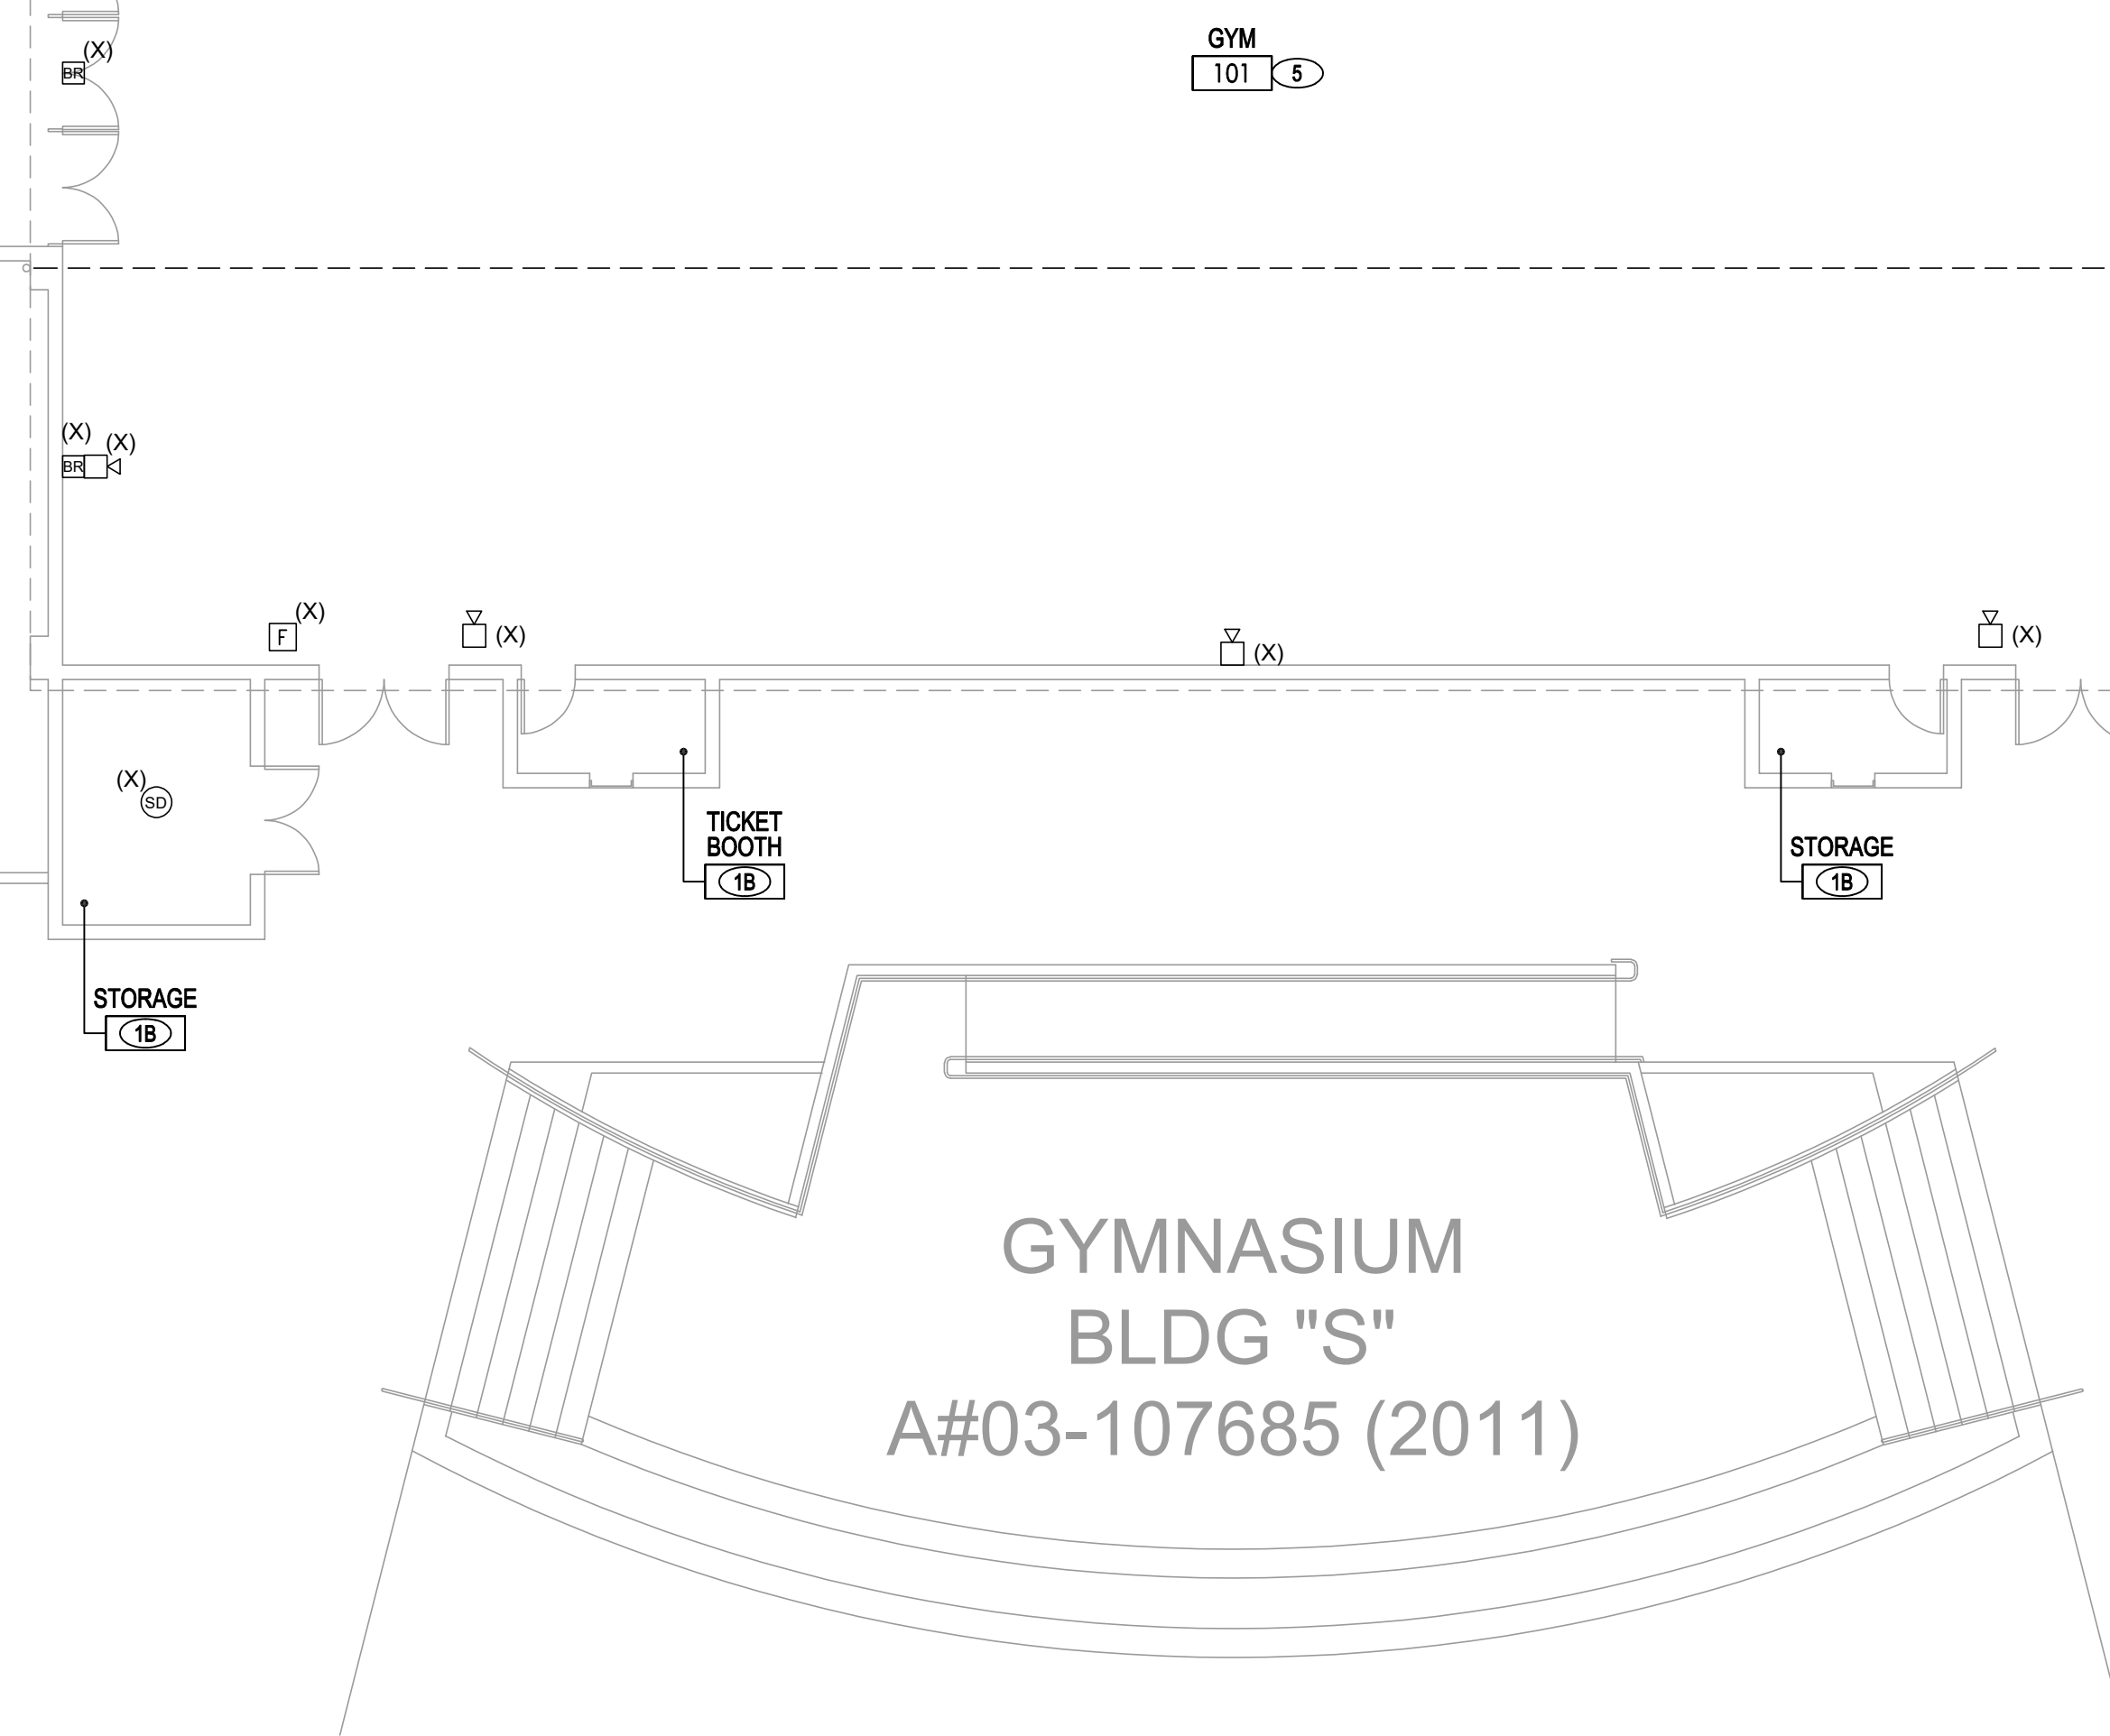 (X)
BR
GYM
101 5
(X)
(X)
BR
(X)
F
(X)
(X)
(X)
(X)
SD
TICKET
BOOTH
1B
STORAGE
1B
STORAGE
1B
GYMNASIUM
BLDG "S"
A#03-107685 (2011)